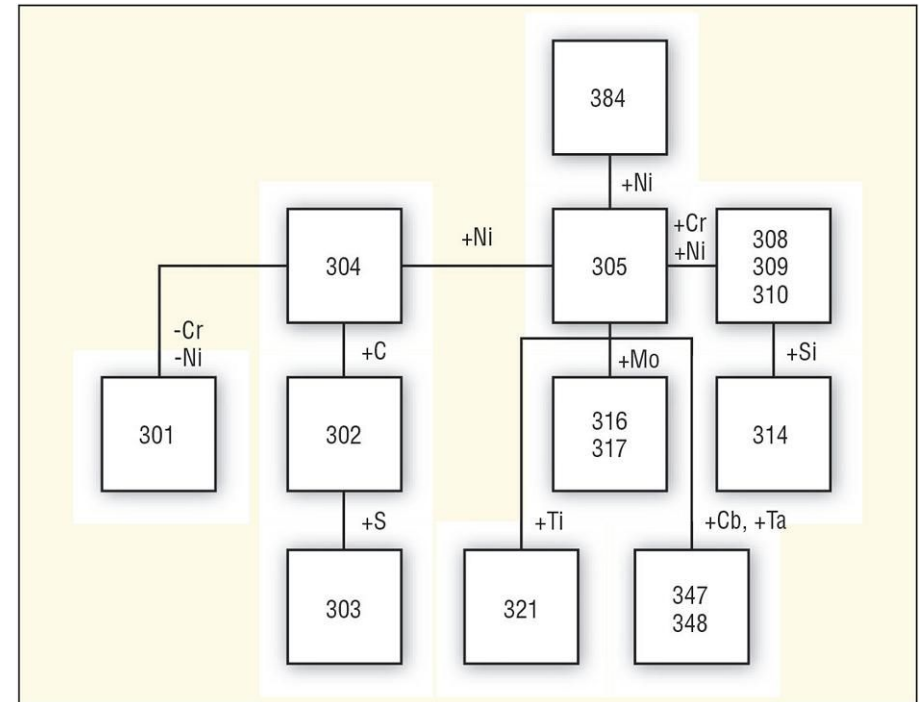 384
+Ni
304
+Ni
305
+Cr
+Ni
308
309
310
-Cr
-Ni
+C
+Mo
+Si
301
302
316
317
314
+S
+Ti
+Cb, +Ta
303
321
347
348